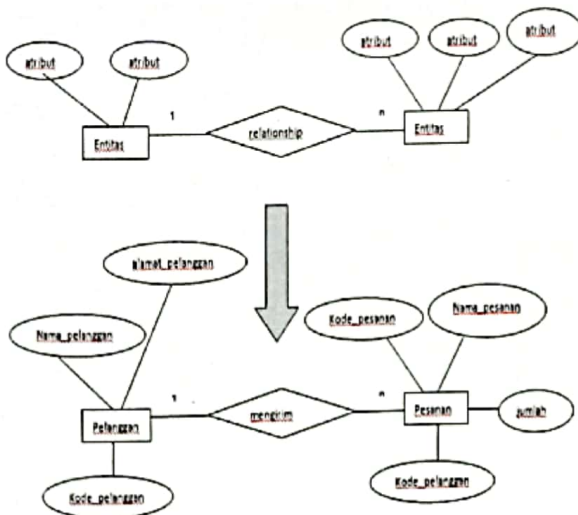 atribut
atribut
atribut
atribut
atribut
1
n
Entitas
relationship
Entitas
alamat_pelanggan
Kode_pesanan
Nama_pesanan
Nama_pelanggan
1
n
Pelanggan
mengirim
Pesanan
jumlah
Kode_pelanggan
Kode_pelanggan